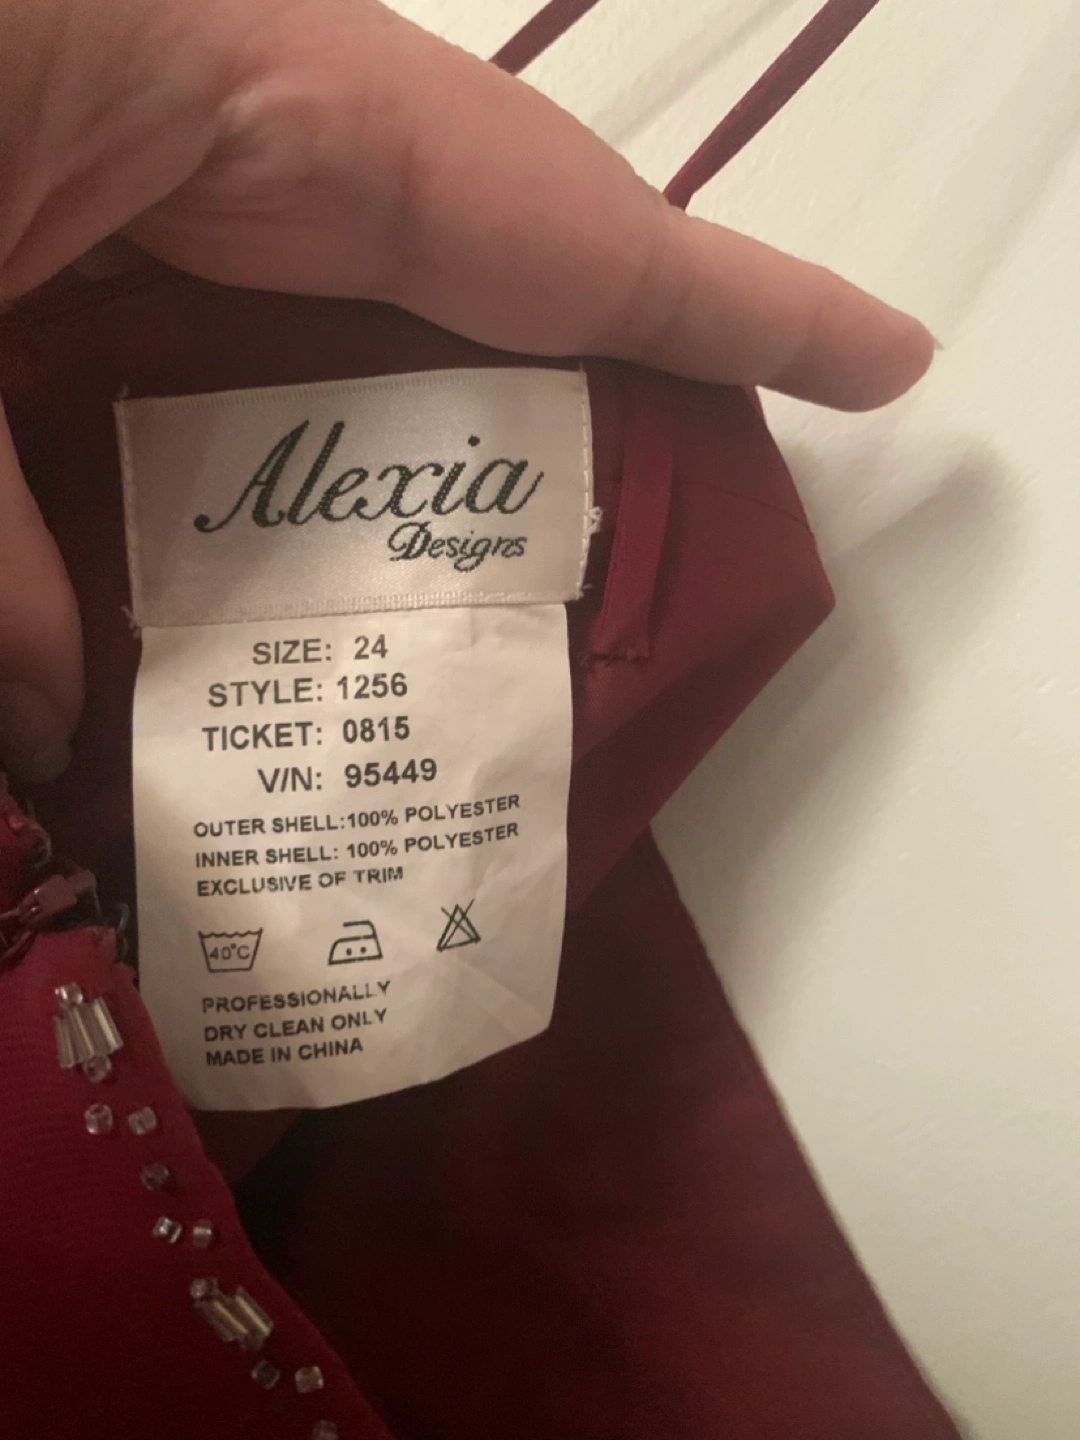 Alexia
Designs
SIZE: 24
STYLE: 1256
TICKET: 0815
V/N: 95449
OUTER SHELL:100% POLYESTER
INNER SHELL: 100% POLYESTER
EXCLUSIVE OF TRIM
40°C
PROFESSIONALLY
DRY CLEAN ONLY
MADE IN CHINA